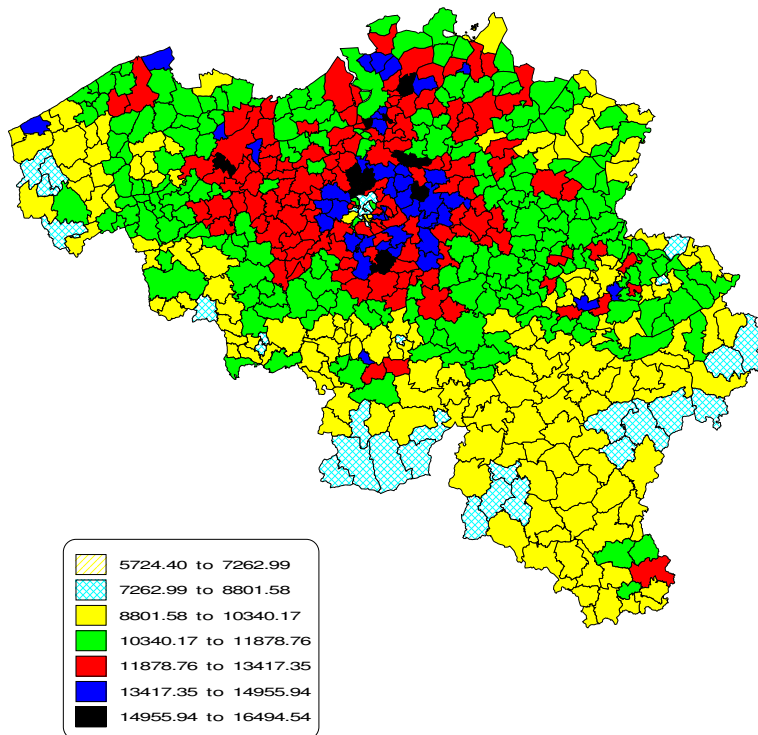 5724.40 to 7262.99
7262.99 to 8801.58
8801.58 to 10340.17
10340.17 to 11878.76
11878.76 to 13417.35
13417.35 to 14955.94
14955.94 to 16494.54